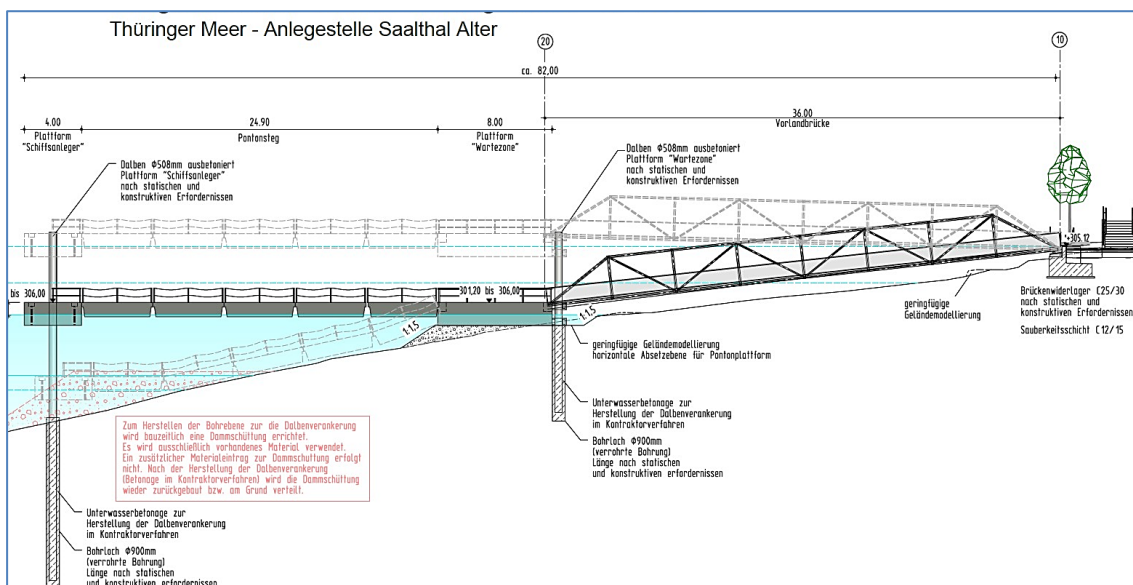 Thüringer Meer - Anlegestelle Saalthal Alter
20
10
ca. 82,00
4.00
24.90
8.00
36.00
Plattform
"Schiffsanleger"
Pontonsteg
Plattform
"Wartezone"
Vorlandbrücke
Dalben Φ508mm ausbetoniert
Plattform "Schiffsanleger"
nach statischen und
konstruktiven Erfordernissen
Dalben Φ508mm ausbetoniert
Plattform "Wartezone"
nach statischen und
konstruktiven Erfordernissen
+305.12
bis 306,00
301,20 bis 306,00
1:1,5
1:1,5
geringfügige
Geländemodellierung
Brückenwiderlager C25/30
nach statischen und
konstruktiven Erfordernissen
Sauberkeitsschicht C12/15
geringfügige Geländemodellierung
horizontale Absetzebene für Pontonplattform
Unterwasserbetonage zur
Herstellung der Dalbenverankerung
im Kontraktorverfahren
Bohrloch Φ900mm
(verrohrte Bohrung)
Länge nach statischen
und konstruktiven erfordernissen
Zum Herstellen der Bohrebene zur die Dalbenverankerung
wird bauzeitlich eine Dammschüttung errichtet.
Es wird ausschließlich vorhandenes Material verwendet.
Ein zusätzlicher Materialeintrag zur Dammschuttung erfolgt
nicht. Nach der Herstellung der Dalbenverankerung
(Betonage im Kontraktorverfahren) wird die Dammschüttung
wieder zurückgebaut bzw. am Grund verteilt.
Unterwasserbetonage zur
Herstellung der Dalbenverankerung
im Kontraktorverfahren
Bohrloch Φ900mm
(verrohrte Bohrung)
Länge nach statischen
und konstruktiven erfordernissen